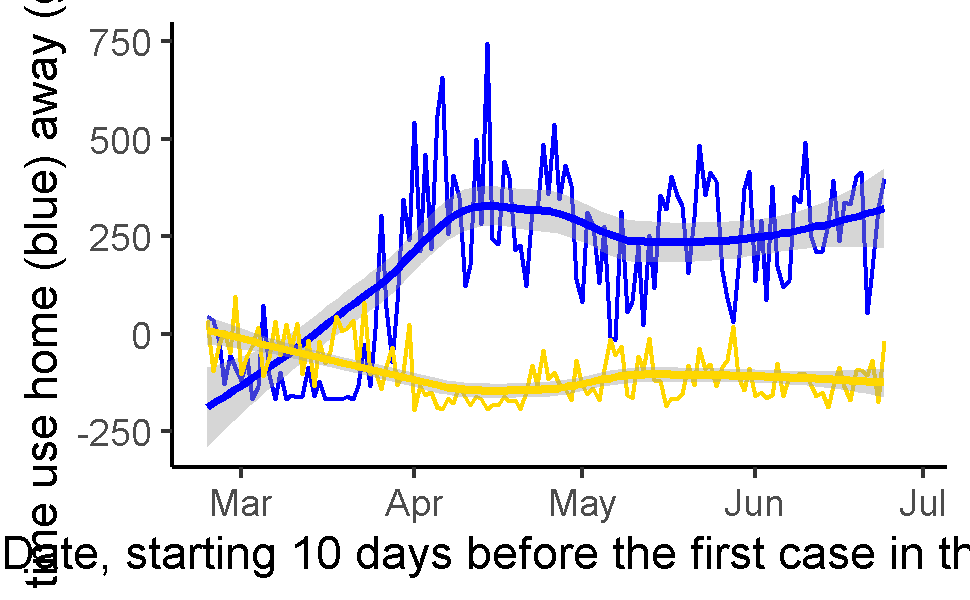 time use home (blue) away (
750
500
250
0
-250
Mar Apr May Jun Jul
Date, starting 10 days before the first case in th